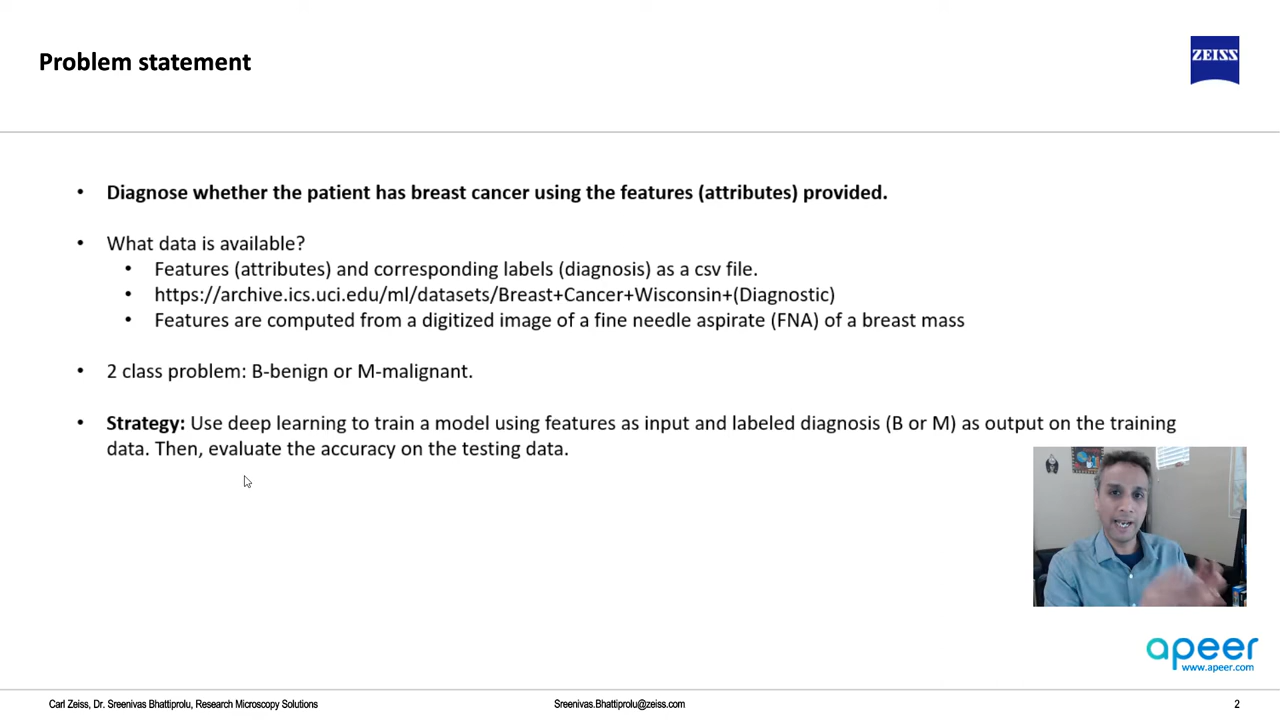 Problem statement
ZEISS
• Diagnose whether the patient has breast cancer using the features (attributes) provided.
• What data is available?
• Features (attributes) and corresponding labels (diagnosis) as a csv file.
• https://archive.ics.uci.edu/ml/datasets/Breast+Cancer+Wisconsin+(Diagnostic)
• Features are computed from a digitized image of a fine needle aspirate (FNA) of a breast mass
• 2 class problem: B-benign or M-malignant.
• Strategy: Use deep learning to train a model using features as input and labeled diagnosis (B or M) as output on the training
data. Then, evaluate the accuracy on the testing data.
apeer
www.apeer.com
Carl Zeiss, Dr. Sreenivas Bhattiprolu, Research Microscopy Solutions
Sreenivas.Bhattiprolu@zeiss.com
2